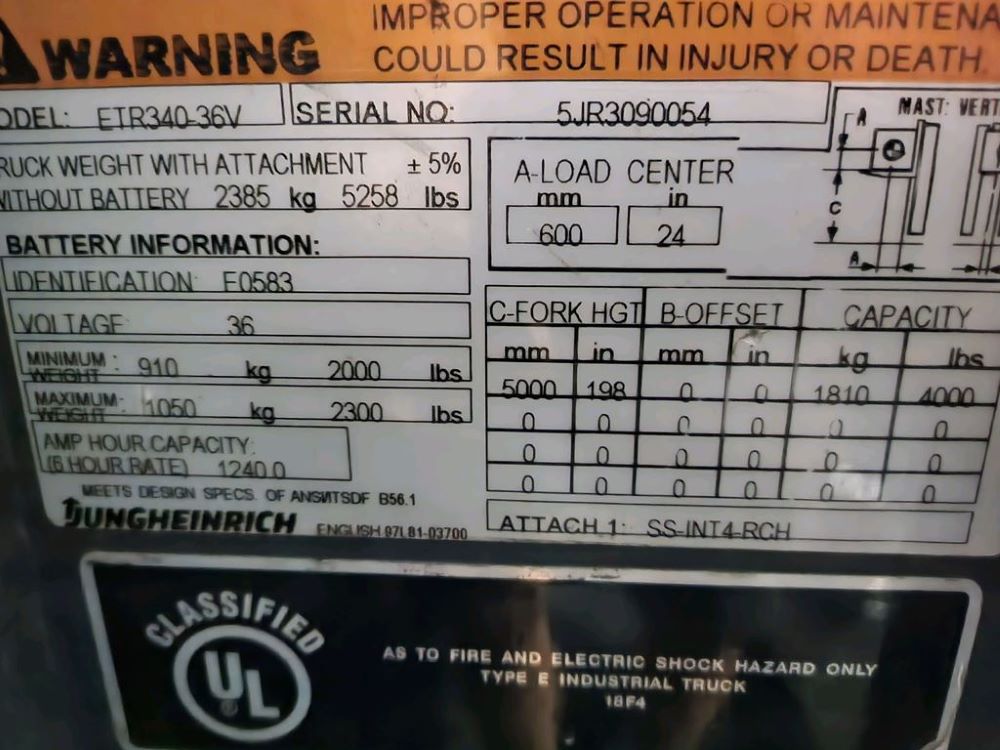 WARNING
IMPROPER OPERATION OR MAINTENA
COULD RESULT IN INJURY OR DEATH.
ODEL: ETR340-36V
SERIAL NO: 5JR3090054
RUCK WEIGHT WITH ATTACHMENT ± 5%
WITHOUT BATTERY 2385 kg 5258 lbs
BATTERY INFORMATION:
IDENTIFICATION: E0583
VOLTAGE 36
MINIMUM WEIGHT : 910 kg 2000 lbs
MAXIMUM WEIGHT : 1050 kg 2300 lbs
AMP HOUR CAPACITY:
(6 HOUR RATE) 1240.0
MEETS DESIGN SPECS. OF ANSI/ITSDF B56.1
JUNGHEINRICH ENGLISH 97L81-03700
A-LOAD CENTER
mm in
600 24
MAST: VERT
A
C
A
C-FORK HGT B-OFFSET CAPACITY
mm in mm in kg lbs
5000 198 0 0 1810 4000
0 0 0 0 0 0
0 0 0 0 0 0
0 0 0 0 0 0
ATTACH.1: SS-INT4-RCH
CLASSIFIED
UL
®
AS TO FIRE AND ELECTRIC SHOCK HAZARD ONLY
TYPE E INDUSTRIAL TRUCK
18F4